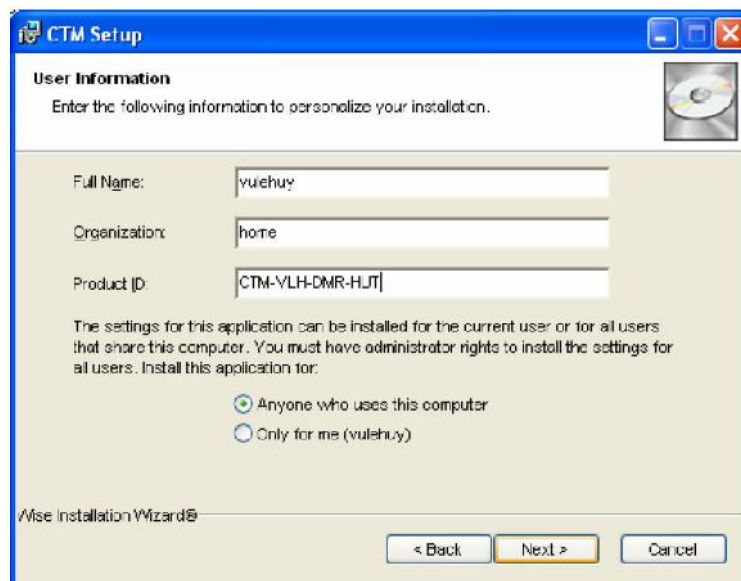 CTM Setup
User Information
Enter the following information to personalize your installation.
Full Name:
vulehuy
Organization:
home
Product ID:
CTM-VLH-DMR-HUT
The settings for this application can be installed for the current user or for all users
that share this computer. You must have administrator rights to install the settings for
all users. Install this application for:
Anyone who uses this computer
Only for me (vulehuy)
Wise Installation Wizard®
< Back
Next >
Cancel